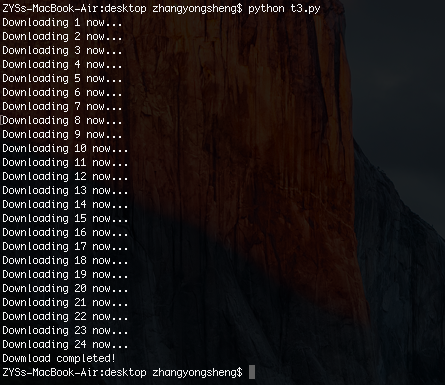 ZYSs-MacBook-Air:desktop zhangyongsheng$ python t3.py
Downloading 1 now...
Downloading 2 now...
Downloading 3 now...
Downloading 4 now...
Downloading 5 now...
Downloading 6 now...
Downloading 7 now...
[Downloading 8 now...
Downloading 9 now...
Downloading 10 now...
Downloading 11 now...
Downloading 12 now...
Downloading 13 now...
Downloading 14 now...
Downloading 15 now...
Downloading 16 now...
Downloading 17 now...
Downloading 18 now...
Downloading 19 now...
Downloading 20 now...
Downloading 21 now...
Downloading 22 now...
Downloading 23 now...
Downloading 24 now...
Dowmload completed!
ZYSs-MacBook-Air:desktop zhangyongsheng$